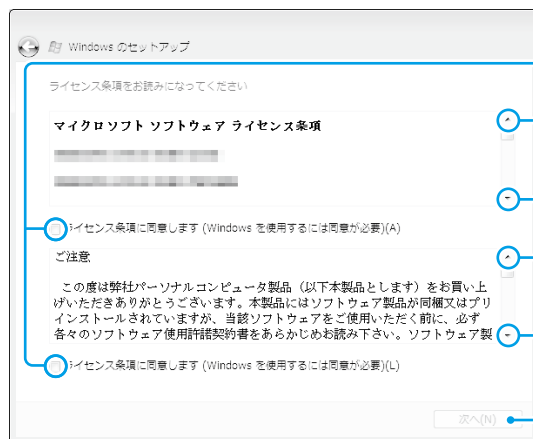 Windows のセットアップ
ライセンス条項をお読みになってください
マイクロソフト ソフトウェア ライセンス条項
ライセンス条項に同意します (Windows を使用するには同意が必要)(A)
ご注意
この度は弊社パーソナルコンピュータ製品（以下本製品とします）をお買い上
げいただきありがとうございます。本製品にはソフトウェア製品が同梱又はプリ
インストールされていますが、当該ソフトウェアをご使用いただく前に、必ず
各々のソフトウェア使用許諾契約書をあらかじめお読み下さい。ソフトウェア製
ライセンス条項に同意します (Windows を使用するには同意が必要)(L)
次へ(N)